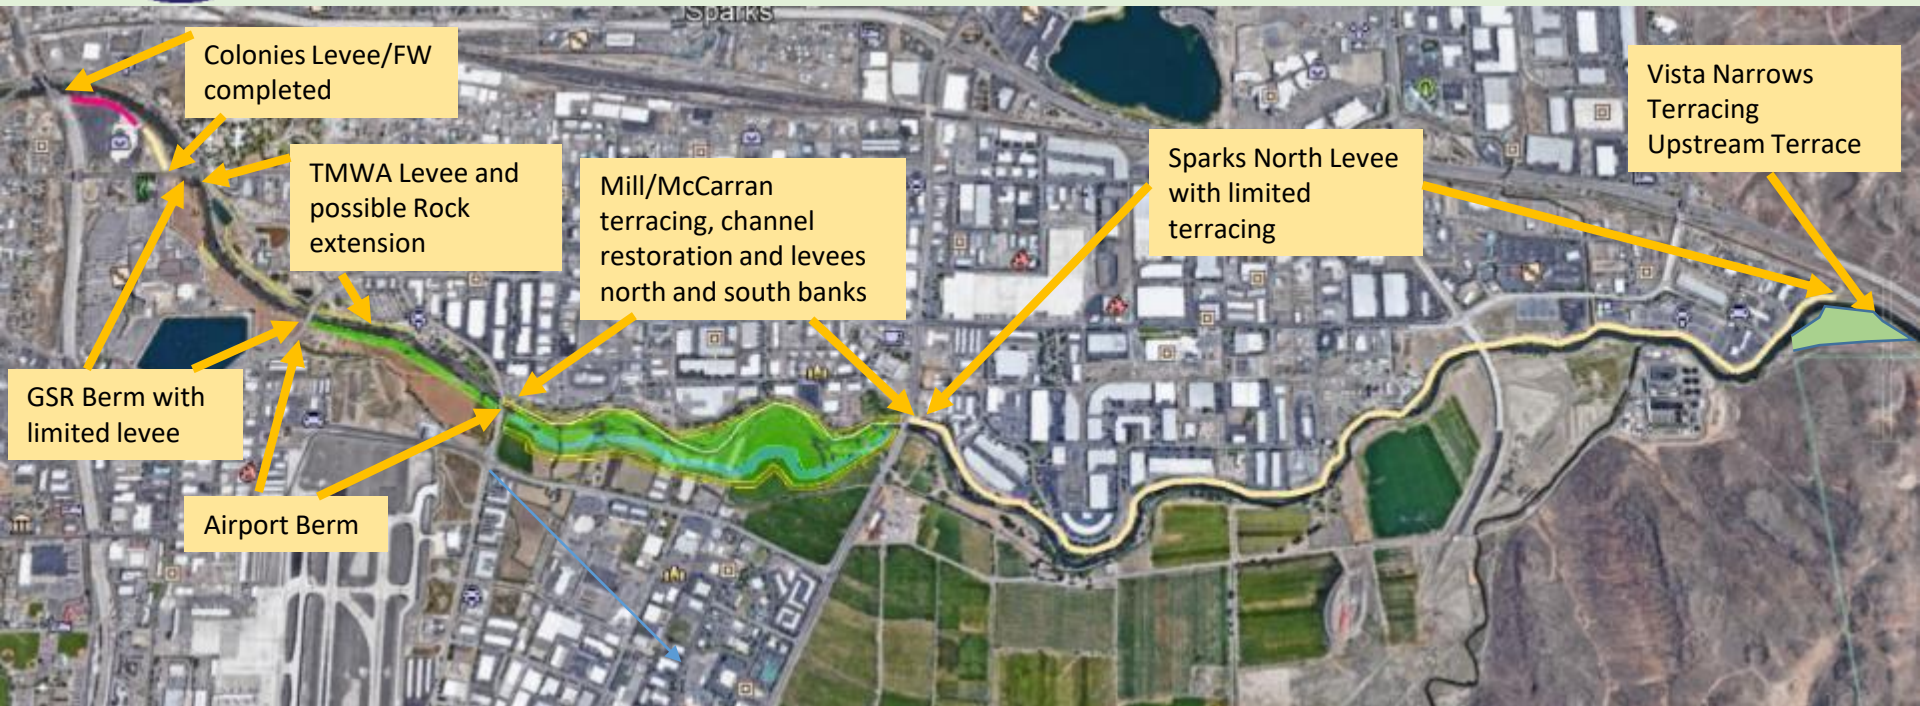 Sparks
Colonies Levee/FW
completed
TMWA Levee and
possible Rock
extension
Mill/McCarran
terracing, channel
restoration and levees
north and south banks
Sparks North Levee
with limited
terracing
Vista Narrows
Terracing
Upstream Terrace
GSR Berm with
limited levee
Airport Berm